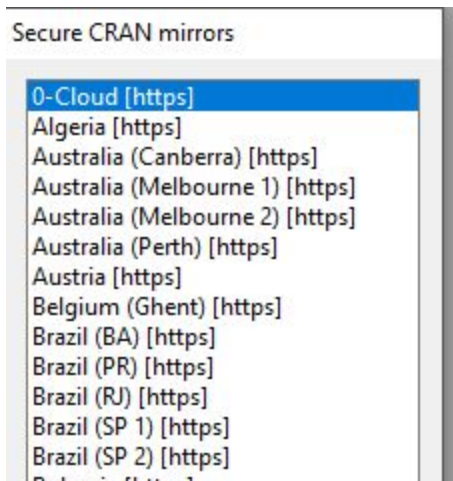 Secure CRAN mirrors
0-Cloud [https]
Algeria [https]
Australia (Canberra) [https]
Australia (Melbourne 1) [https]
Australia (Melbourne 2) [https]
Australia (Perth) [https]
Austria [https]
Belgium (Ghent) [https]
Brazil (BA) [https]
Brazil (PR) [https]
Brazil (RJ) [https]
Brazil (SP 1) [https]
Brazil (SP 2) [https]